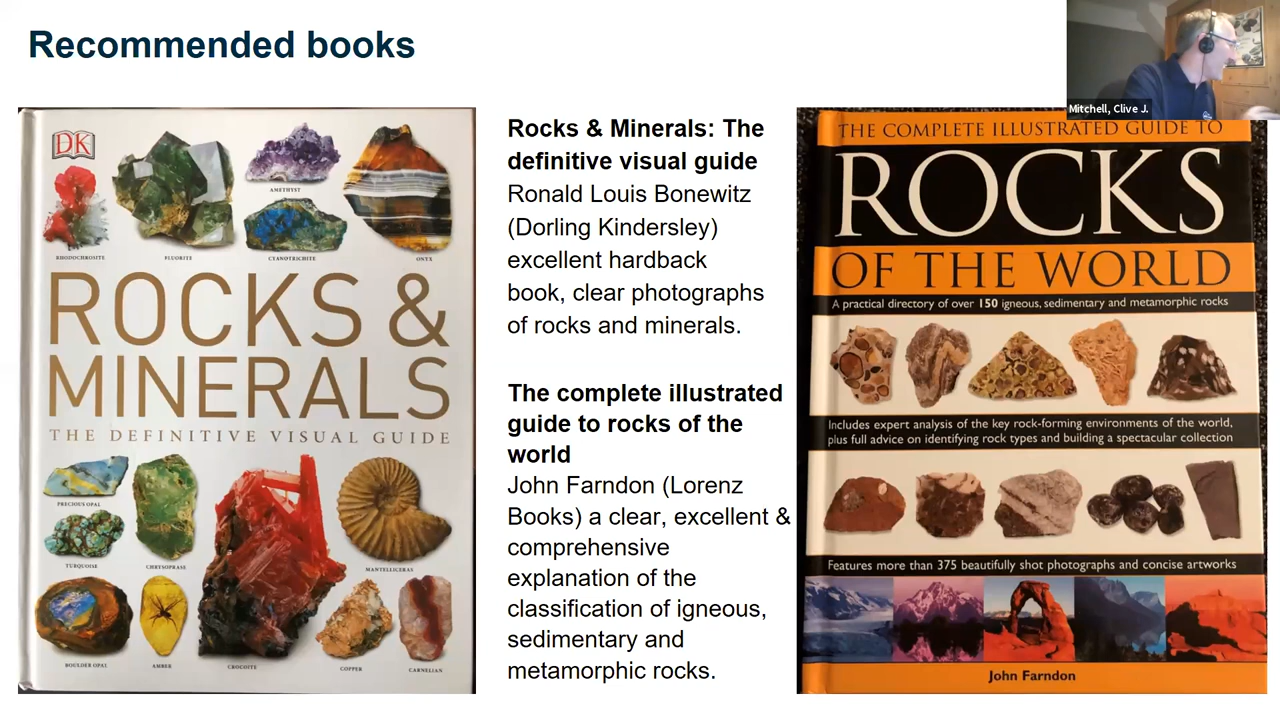 Recommended books
Mitchell, Clive J.
DK
AMETHYST
RHODOCHROSITE
FLUORITE
CYANOTRICHITE
ONYX
ROCKS &
MINERALS
THE DEFINITIVE VISUAL GUIDE
PRECIOUS OPAL
TURQUOISE
CHRYSOPRASE
MANTELLICERAS
BOULDER OPAL
AMBER
CROCOITE
COPPER
CARNELIAN
Rocks & Minerals: The
definitive visual guide
Ronald Louis Bonewitz
(Dorling Kindersley)
excellent hardback
book, clear photographs
of rocks and minerals.
The complete illustrated
guide to rocks of the
world
John Farndon (Lorenz
Books) a clear, excellent &
comprehensive
explanation of the
classification of igneous,
sedimentary and
metamorphic rocks.
THE COMPLETE ILLUSTRATED GUIDE TO
ROCKS
OF THE WORLD
A practical directory of over 150 igneous, sedimentary and metamorphic rocks
Includes expert analysis of the key rock-forming environments of the world,
plus full advice on identifying rock types and building a spectacular collection
Features more than 375 beautifully shot photographs and concise artworks
John Farndon